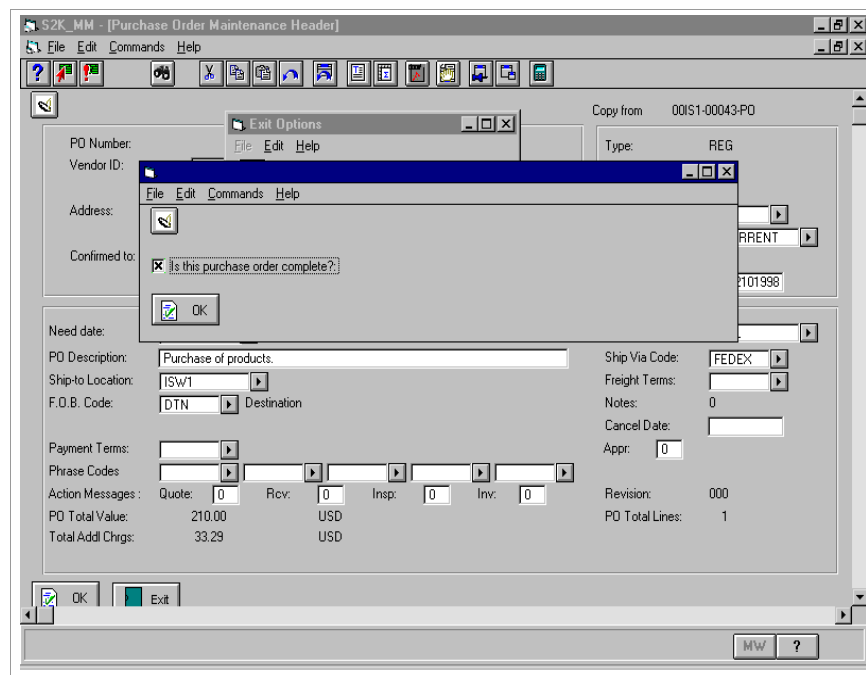 S2K_MM - [Purchase Order Maintenance Header]
File Edit Commands Help
Copy from 00IS1-00043-PO
Exit Options
File Edit Help
PO Number:
Type: REG
Vendor ID:
File Edit Commands Help
Address:
RRENT
Confirmed to:
Is this purchase order complete?:
2101998
OK
Need date:
PO Description: Purchase of products.
Ship Via Code: FEDEX
Ship-to Location: ISW1
Freight Terms:
F.O.B. Code: DTN Destination
Notes: 0
Cancel Date:
Payment Terms:
Appr: 0
Phrase Codes
Action Messages : Quote: 0 Rcv: 0 Insp: 0 Inv: 0
Revision: 000
PO Total Value: 210.00 USD
PO Total Lines: 1
Total Addl Chrgs: 33.29 USD
OK Exit
MW ?